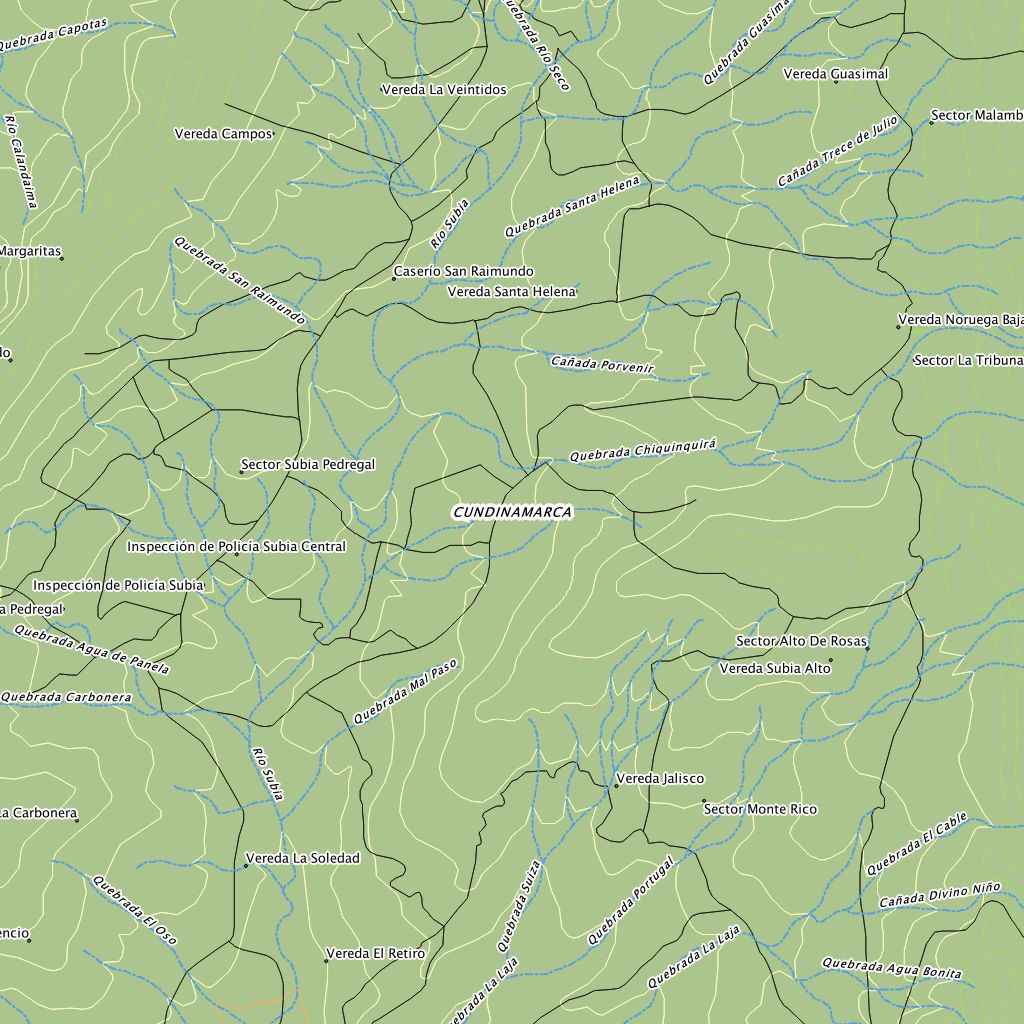 Quebrada Capotas
Quebrada Río Seco
Quebrada Guasimal
Vereda Guasimal
Vereda La Veintidos
Sector Malamb
Vereda Campos
Cañada Trece de Julio
Río Calandaima
Quebrada Santa Helena
Río Subia
Margaritas
Quebrada San Raimundo
Caserío San Raimundo
Vereda Santa Helena
Vereda Noruega Baja
lo
Sector La Tribuna
Cañada Porvenir
Quebrada Chiquinquirá
Sector Subia Pedregal
CUNDINAMARCA
Inspección de Policía Subia Central
Inspección de Policía Subia
a Pedregal
Quebrada Agua de Panela
Sector Alto De Rosas
Vereda Subia Alto
Quebrada Mal Paso
Quebrada Carbonera
Río Subia
Vereda Jalisco
Sector Monte Rico
La Carbonera
Quebrada El Cable
Vereda La Soledad
Quebrada El Oso
Quebrada Suiza
Quebrada Portugal
Cañada Divino Niño
encio
Vereda El Retiro
Quebrada La Laja
Quebrada Agua Bonita
ebrada La Laja